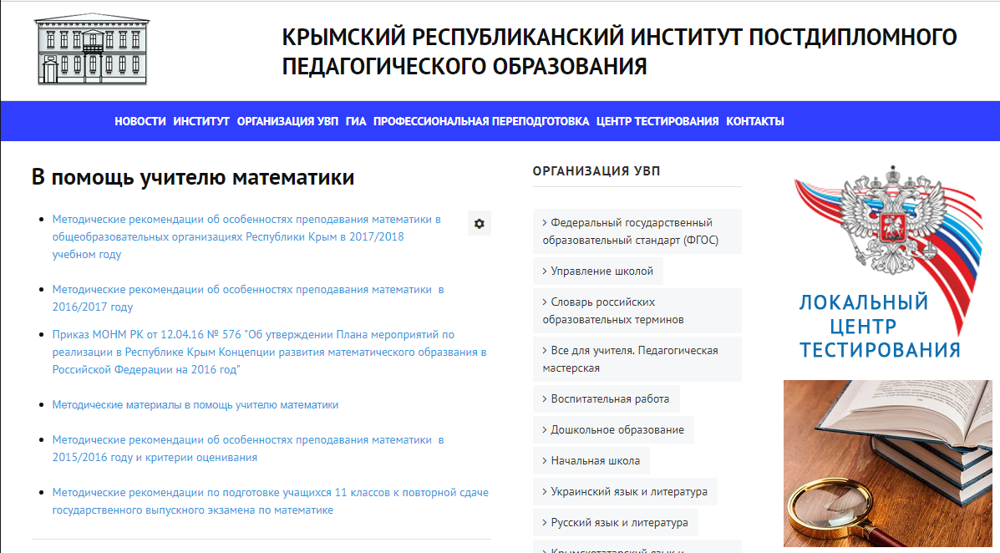 КРЫМСКИЙ РЕСПУБЛИКАНСКИЙ ИНСТИТУТ ПОСТДИПЛОМНОГО
ПЕДАГОГИЧЕСКОГО ОБРАЗОВАНИЯ
НОВОСТИ ИНСТИТУТ ОРГАНИЗАЦИЯ УВП ГИА ПРОФЕССИОНАЛЬНАЯ ПЕРЕПОДГОТОВКА ЦЕНТР ТЕСТИРОВАНИЯ КОНТАКТЫ
В помощь учителю математики
Методические рекомендации об особенностях преподавания математики в
общеобразовательных организациях Республики Крым в 2017/2018
учебном году
Методические рекомендации об особенностях преподавания математики в
2016/2017 году
Приказ МОНМ РК от 12.04.16 № 576 "Об утверждении Плана мероприятий по
реализации в Республике Крым Концепции развития математического образвания в
Российской Федерации на 2016 год"
Методические материалы в помощь учителю математики
Методические рекомендации об особенностях преподавания математики в
2015/2016 году и критерии оценивания
Методические рекомендации по подготовке учащихся 11 классов к повторной сдаче
государственного выпускного экзамена по математике
ОРГАНИЗАЦИЯ УВП
> Федеральный государственный
образовательный стандарт (ФГОС)
> Управление школой
> Словарь российских
образовательных терминов
> Все для учителя. Педагогическая
мастерская
> Воспитательная работа
> Дошкольное образование
> Начальная школа
> Украинский язык и литература
> Русский язык и литература
> Крымскотатарский язык и
ЛОКАЛЬНЫЙ
ЦЕНТР
ТЕСТИРОВАНИЯ